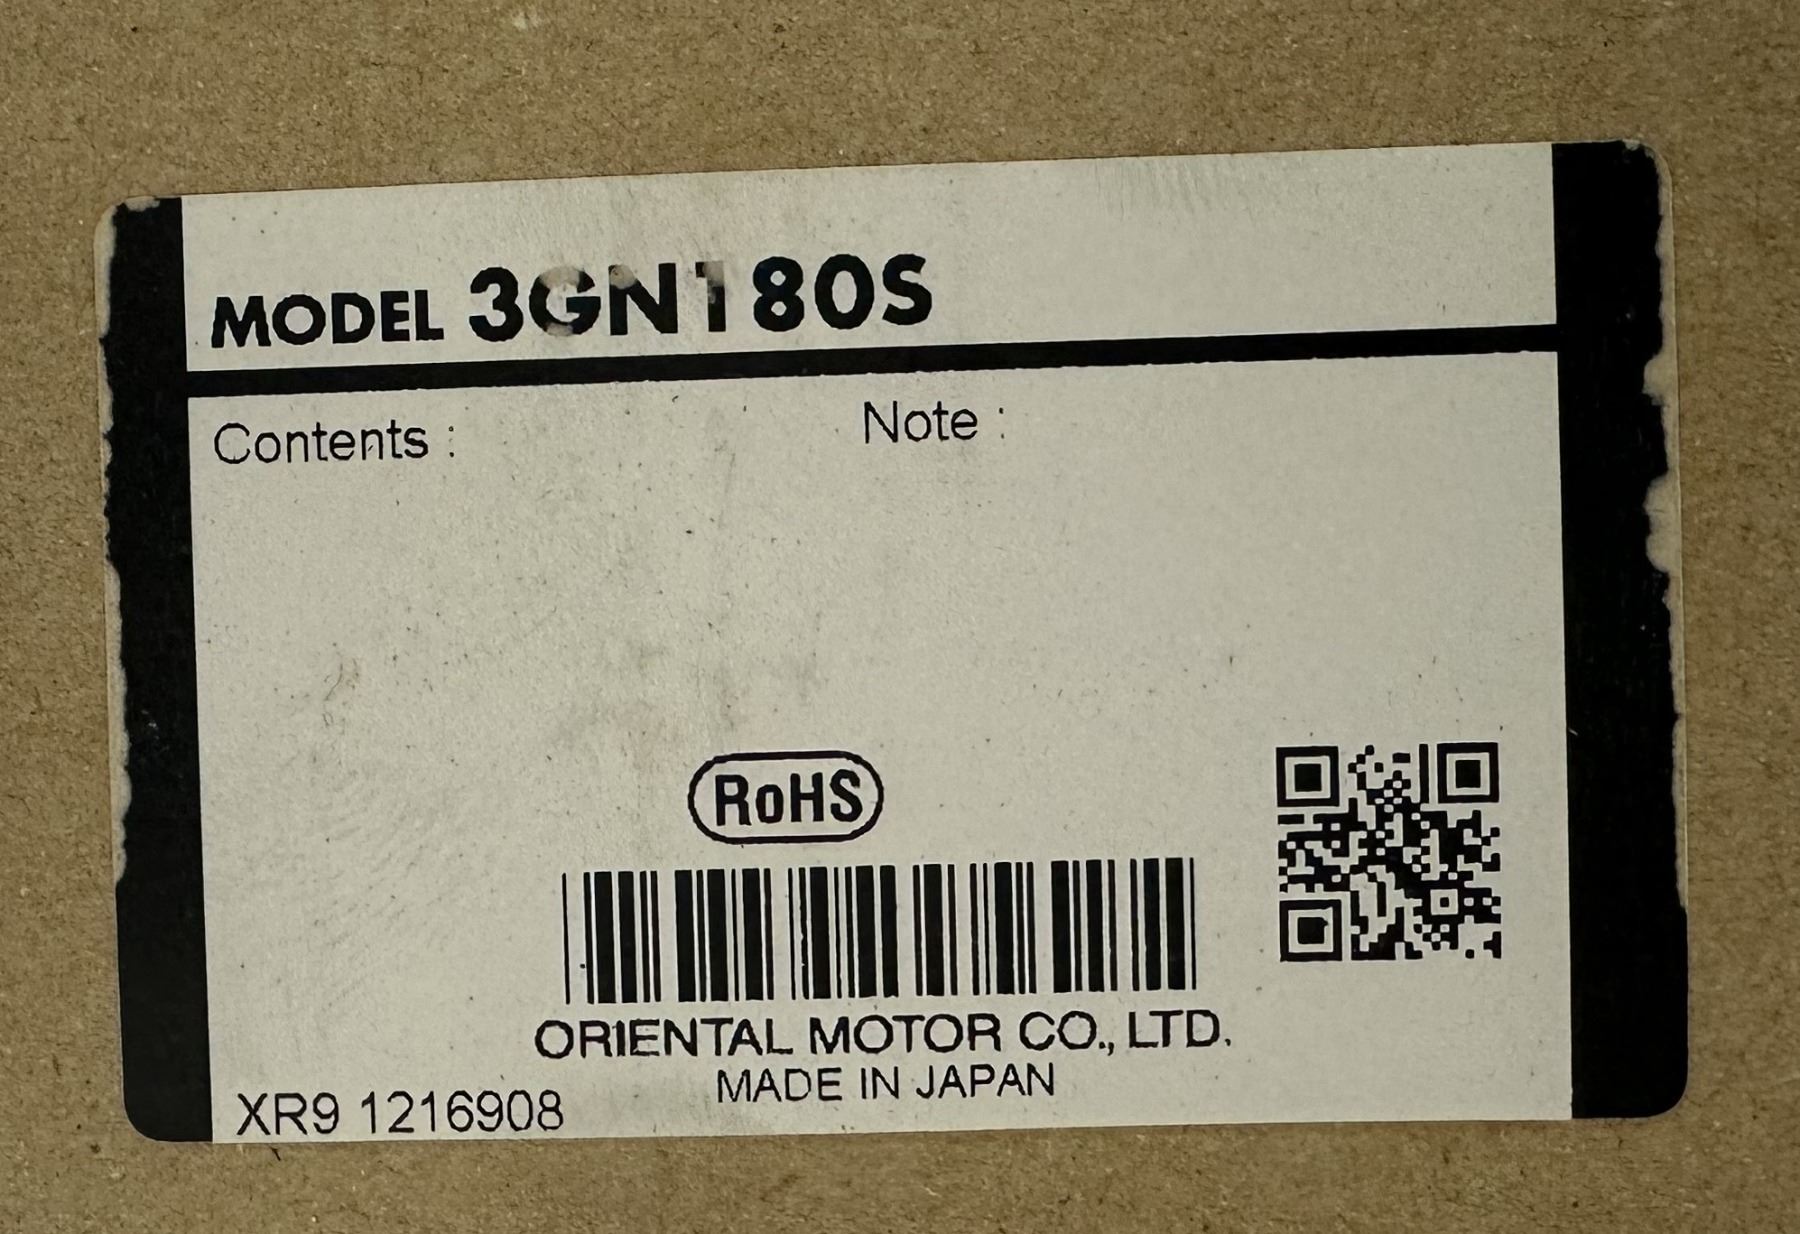 MODEL 3GN180S
Contents :
Note :
RoHS
ORIENTAL MOTOR CO., LTD.
MADE IN JAPAN
XR9 1216908